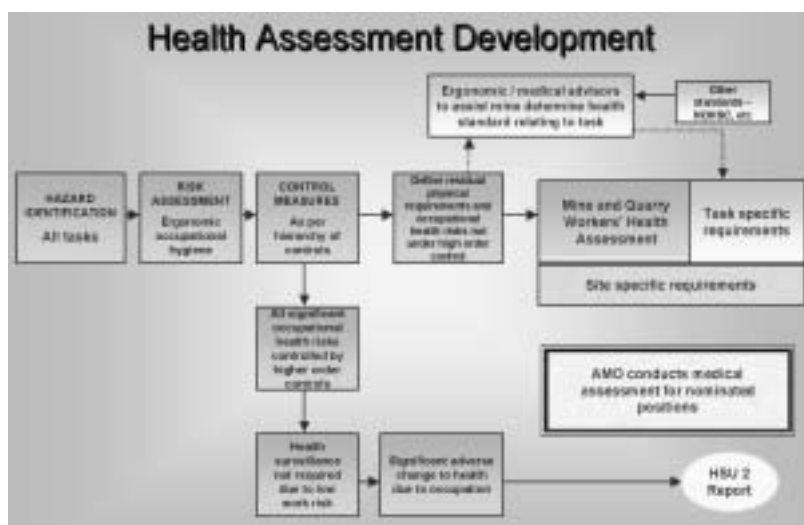 Health Assessment Development
Ergonomic / medical advisors
to assist mine determine health
standard relating to task
Other
standards –
etc
HAZARD
IDENTIFICATION
All tasks
RISK
ASSESSMENT
Ergonomic
occupational
hygiene
CONTROL
MEASURES
As per
hierarchy of
controls
Define residual
physical
requirements and
occupational
health risks not
under high order
control
Mine and Quarry
Workers' Health
Assessment
Task specific
requirements
Site specific requirements
All significant
occupational
health risks
controlled by
higher order
controls
AMO conducts medical
assessment for nominated
positions
Health
surveillance
not required
due to low
work risk
Significant adverse
change to health
due to occupation
HSU 2
Report